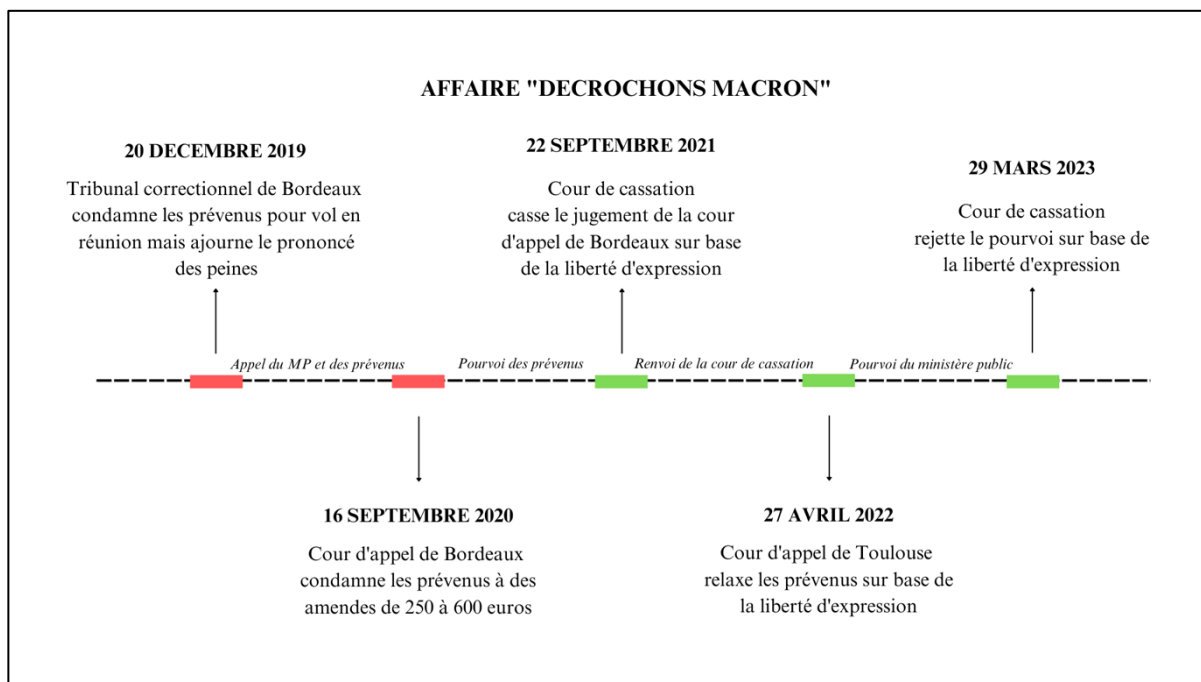 AFFAIRE "DECROCHONS MACRON"
20 DECEMBRE 2019
Tribunal correctionnel de Bordeaux
condamne les prévenus pour vol en
réunion mais ajourne le prononcé
des peines
22 SEPTEMBRE 2021
Cour de cassation
casse le jugement de la cour
d'appel de Bordeaux sur base
de la liberté d'expression
29 MARS 2023
Cour de cassation
rejette le pourvoi sur base de
la liberté d'expression
Appel du MP et des prévenus
Pourvoi des prévenus
Renvoi de la cour de cassation
Pourvoi du ministère public
16 SEPTEMBRE 2020
Cour d'appel de Bordeaux
condamne les prévenus à des
amendes de 250 à 600 euros
27 AVRIL 2022
Cour d'appel de Toulouse
relaxe les prévenus sur base de
la liberté d'expression